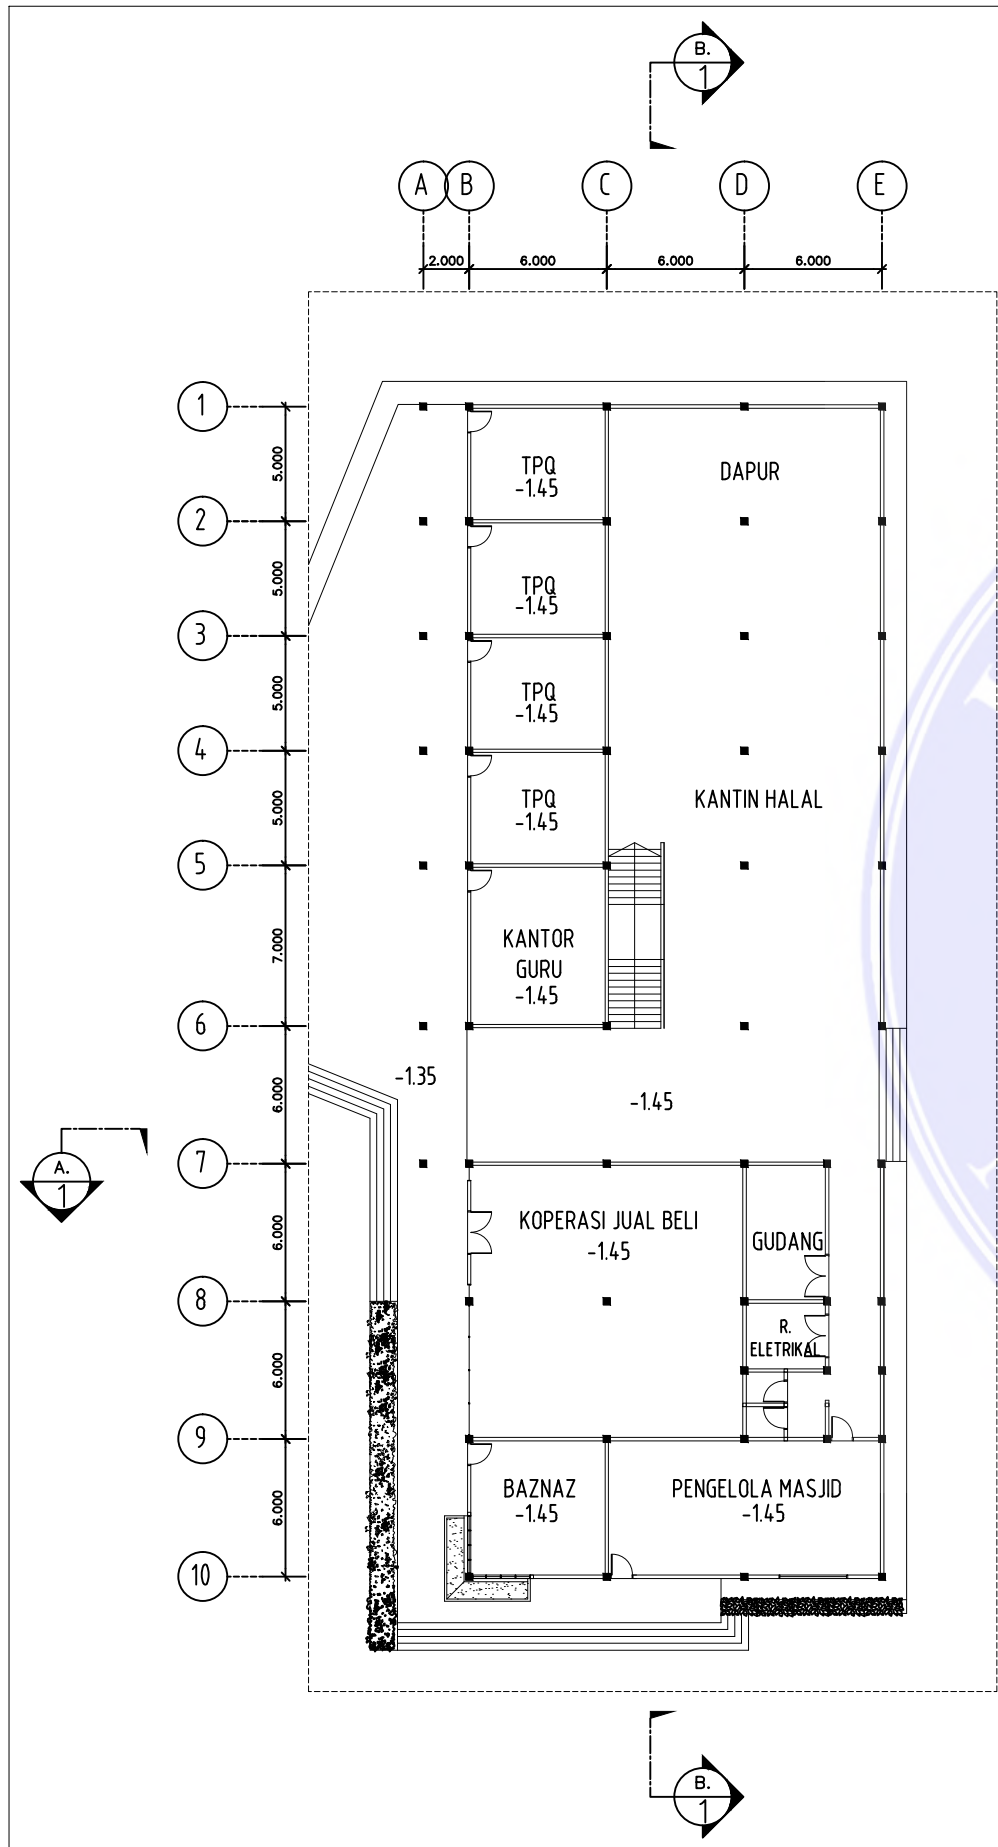 B.
1
A B C D E
2.000 6.000 6.000 6.000
1
5.000
TPQ
-1.45
DAPUR
2
5.000
TPQ
-1.45
3
5.000
TPQ
-1.45
4
5.000
TPQ
-1.45
KANTIN HALAL
5
7.000
KANTOR
GURU
-1.45
6
6.000
-1.35
-1.45
7
A.
1
6.000
KOPERASI JUAL BELI
-1.45
GUDANG
8
6.000
R.
ELETRIKAL
9
6.000
BAZNAZ
-1.45
PENGELOLA MASJID
-1.45
10
B.
1